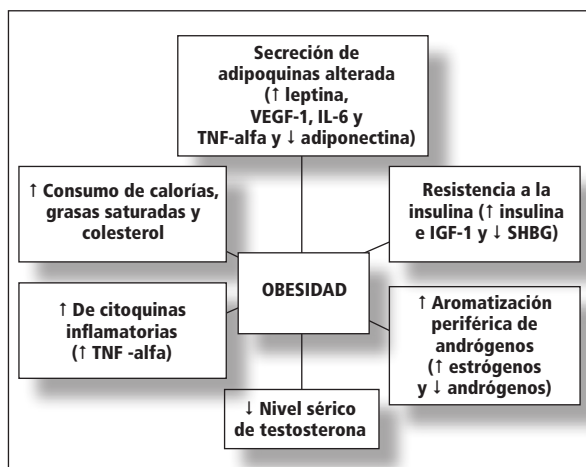 Secreción de
adipoquinas alterada
(↑ leptina,
VEGF-1, IL-6 y
TNF-alfa y ↓ adiponectina)
↑ Consumo de calorías,
grasas saturadas y
colesterol
Resistencia a la
insulina (↑ insulina
e IGF-1 y ↓ SHBG)
OBESIDAD
↑ De citoquinas
inflamatorias
(↑ TNF -alfa)
↑ Aromatización
periférica de
andrógenos
(↑ estrógenos
y ↓ andrógenos)
↓ Nivel sérico
de testosterona